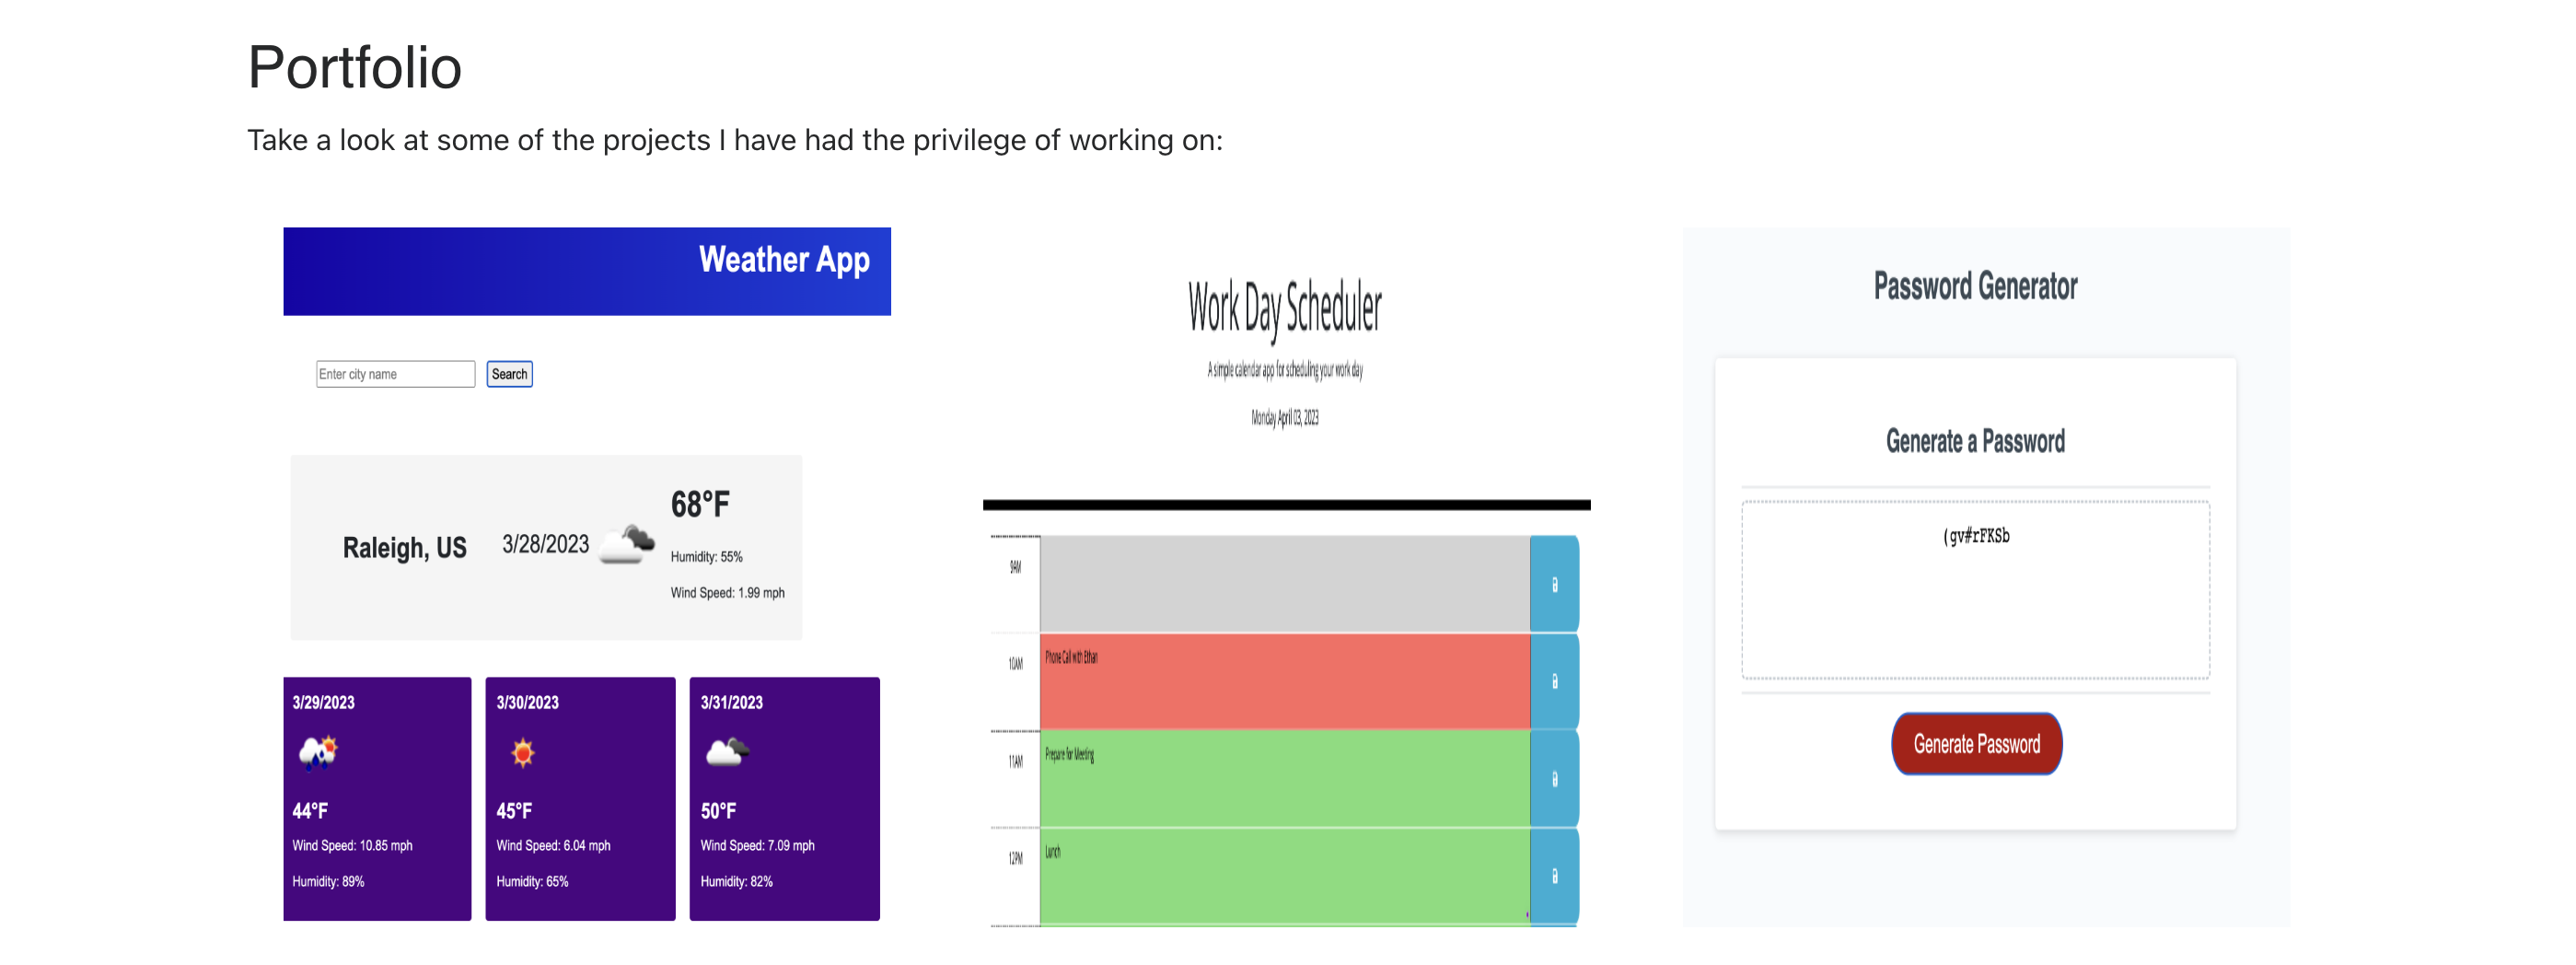 Portfolio
Take a look at some of the projects I have had the privilege of working on:
Weather App
Enter city name
Search
Raleigh, US
3/28/2023
68°F
Humidity: 55%
Wind Speed: 1.99 mph
3/29/2023
44°F
Wind Speed: 10.85 mph
Humidity: 89%
3/30/2023
45°F
Wind Speed: 6.04 mph
Humidity: 65%
3/31/2023
50°F
Wind Speed: 7.09 mph
Humidity: 82%
Work Day Scheduler
A simple calendar app for scheduling your work day
Monday April 03, 2023
9AM
10AM
Phone Call with Ethan
11AM
Prepare for Meeting
12PM
Lunch
Password Generator
Generate a Password
(gv#rFKSb
Generate Password